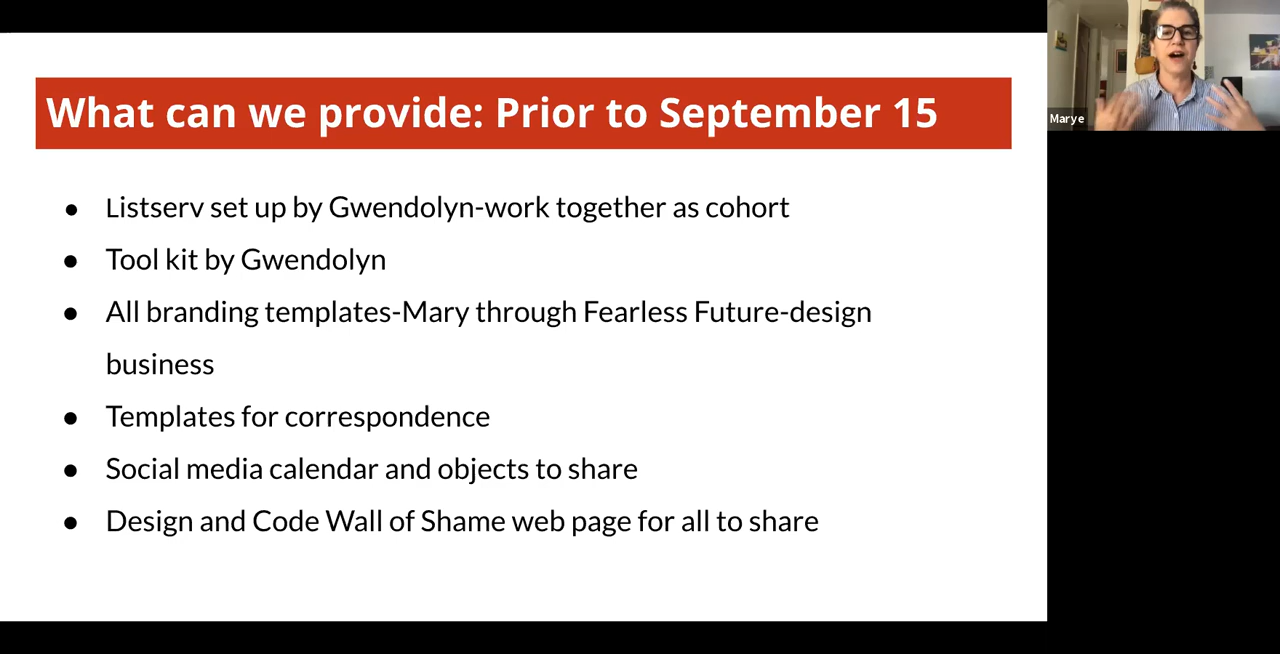 What can we provide: Prior to September 15
● Listserv set up by Gwendolyn-work together as cohort
● Tool kit by Gwendolyn
● All branding templates-Mary through Fearless Future-design
business
● Templates for correspondence
● Social media calendar and objects to share
● Design and Code Wall of Shame web page for all to share
Marye